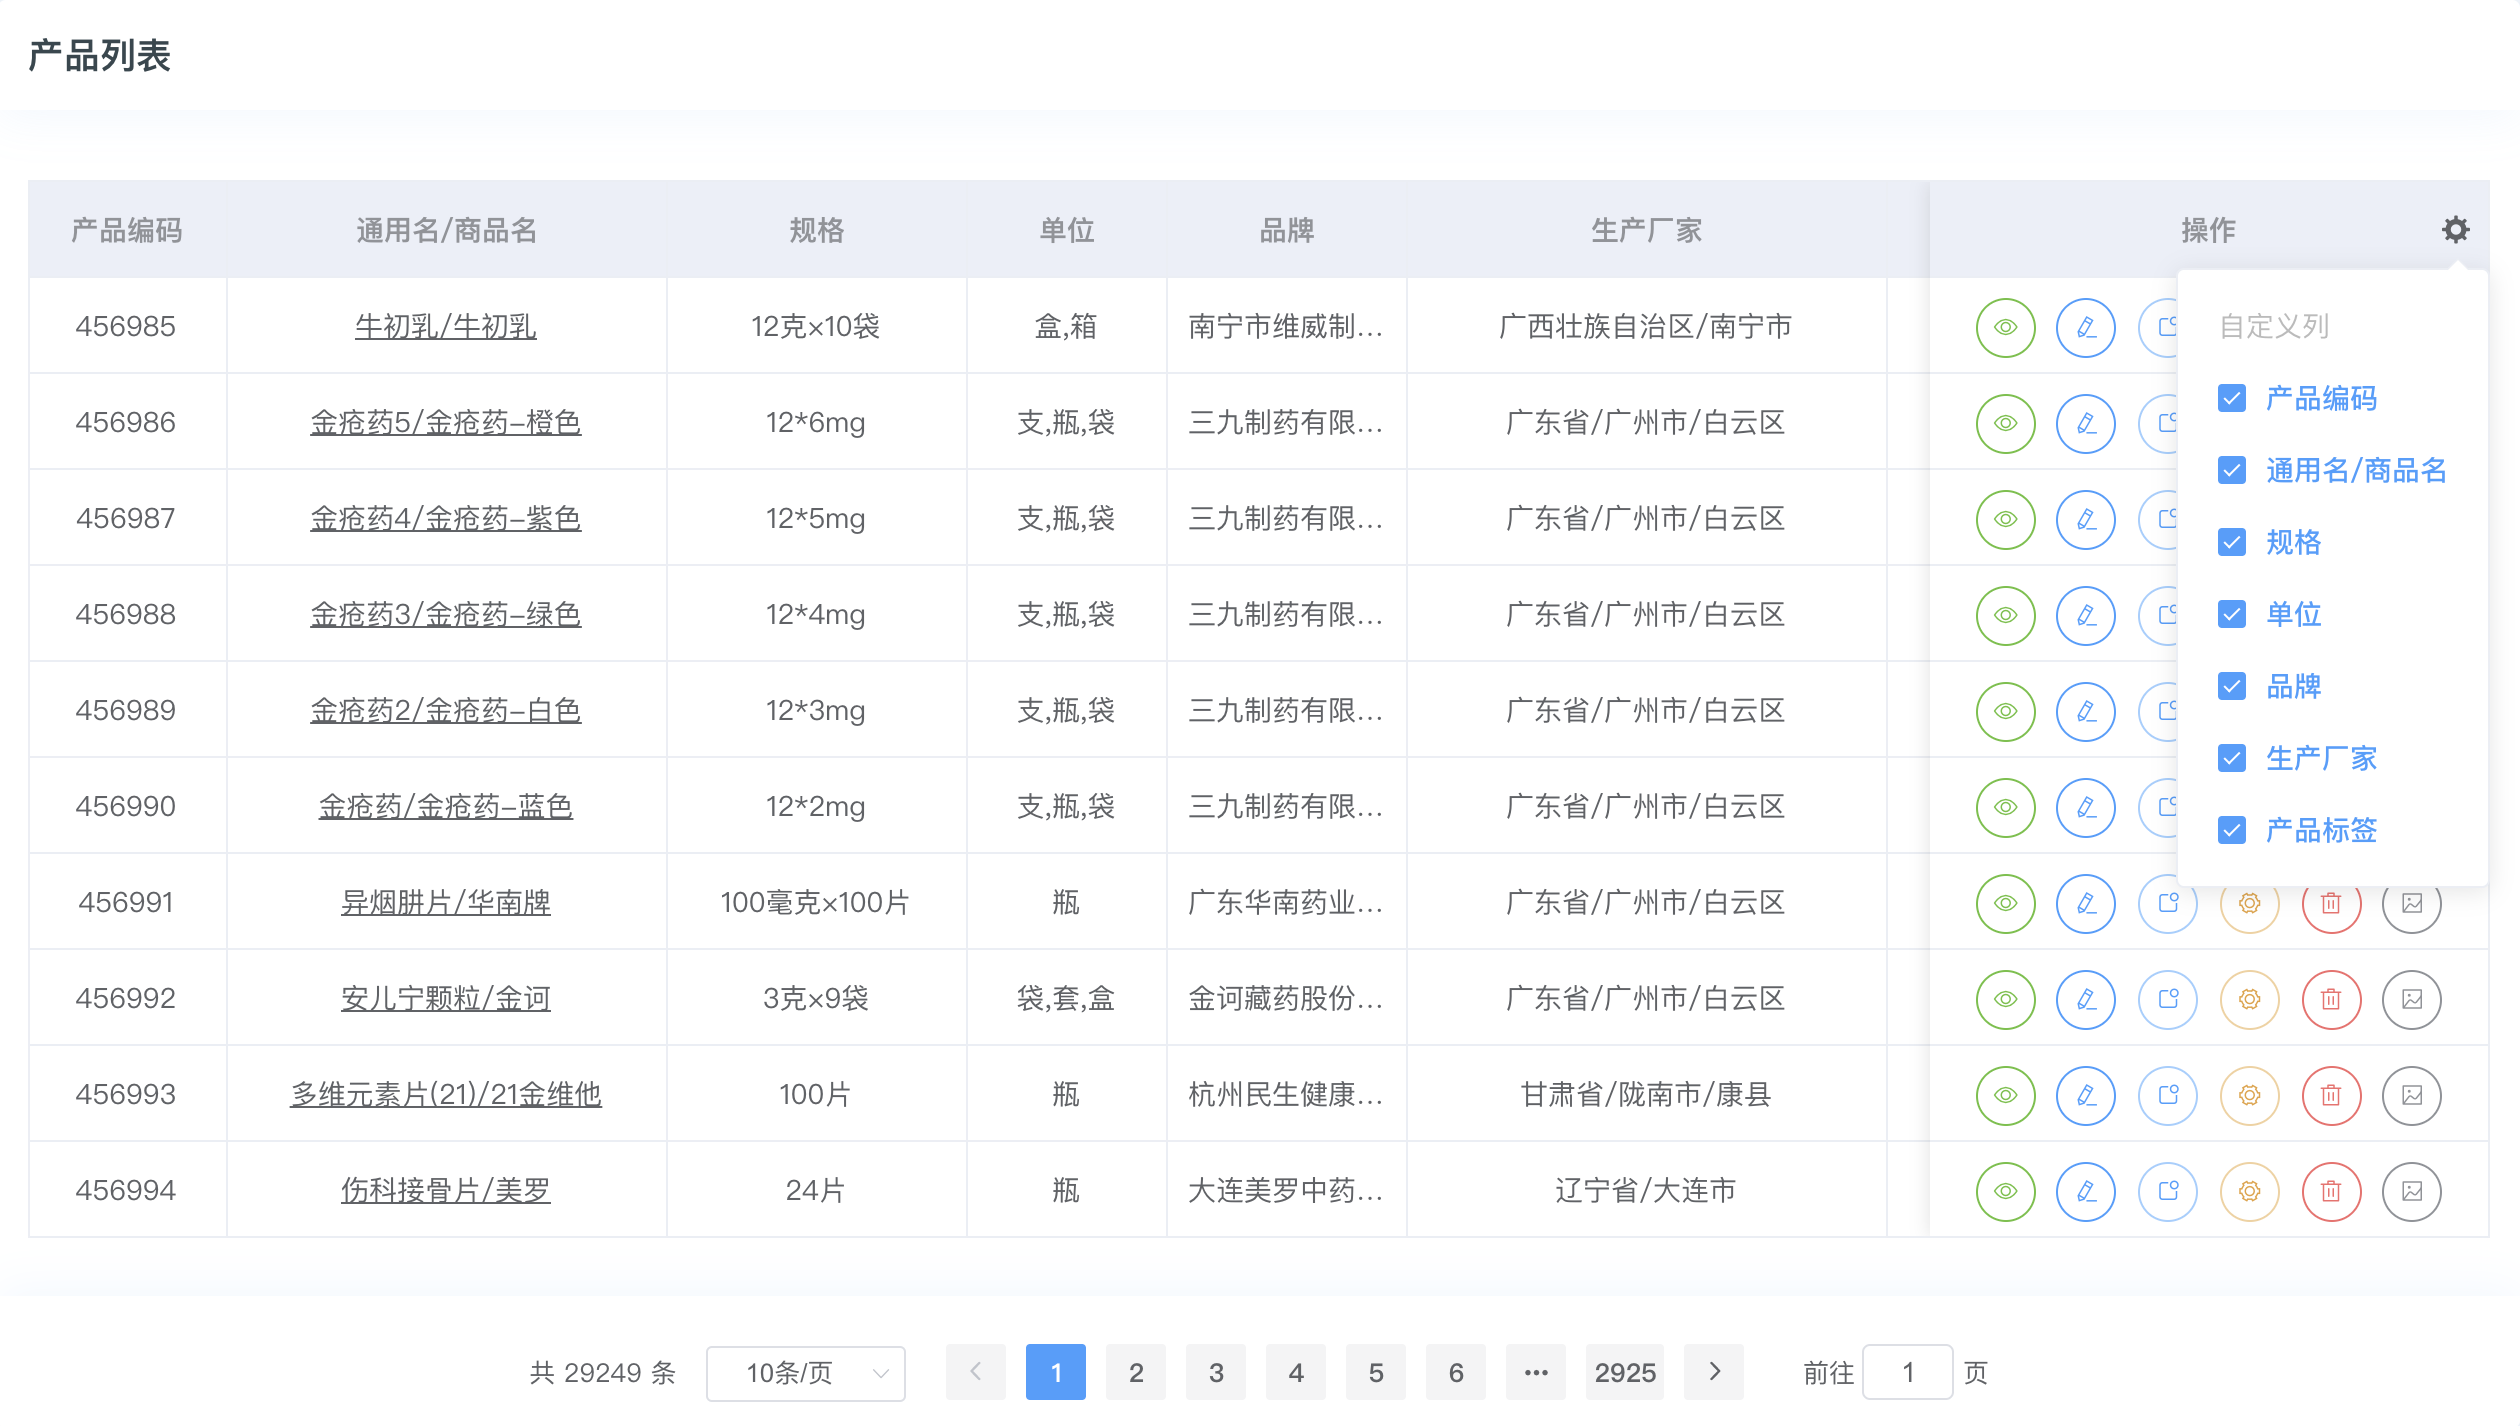 产品列表
产品编码 通用名/商品名 规格 单位 品牌 生产厂家 操作
自定义列
产品编码
通用名/商品名
规格
单位
品牌
生产厂家
产品标签
456985 牛初乳/牛初乳 12克×10袋 盒,箱 南宁市维威制... 广西壮族自治区/南宁市
456986 金疮药5/金疮药-橙色 12*6mg 支,瓶,袋 三九制药有限... 广东省/广州市/白云区
456987 金疮药4/金疮药-紫色 12*5mg 支,瓶,袋 三九制药有限... 广东省/广州市/白云区
456988 金疮药3/金疮药-绿色 12*4mg 支,瓶,袋 三九制药有限... 广东省/广州市/白云区
456989 金疮药2/金疮药-白色 12*3mg 支,瓶,袋 三九制药有限... 广东省/广州市/白云区
456990 金疮药/金疮药-蓝色 12*2mg 支,瓶,袋 三九制药有限... 广东省/广州市/白云区
456991 异烟肼片/华南牌 100毫克×100片 瓶 广东华南药业... 广东省/广州市/白云区
456992 安儿宁颗粒/金诃 3克×9袋 袋,套,盒 金诃藏药股份... 广东省/广州市/白云区
456993 多维元素片(21)/21金维他 100片 瓶 杭州民生健康... 甘肃省/陇南市/康县
456994 伤科接骨片/美罗 24片 瓶 大连美罗中药... 辽宁省/大连市
共 29249 条 10条/页 1 2 3 4 5 6 ... 2925 前往 1 页